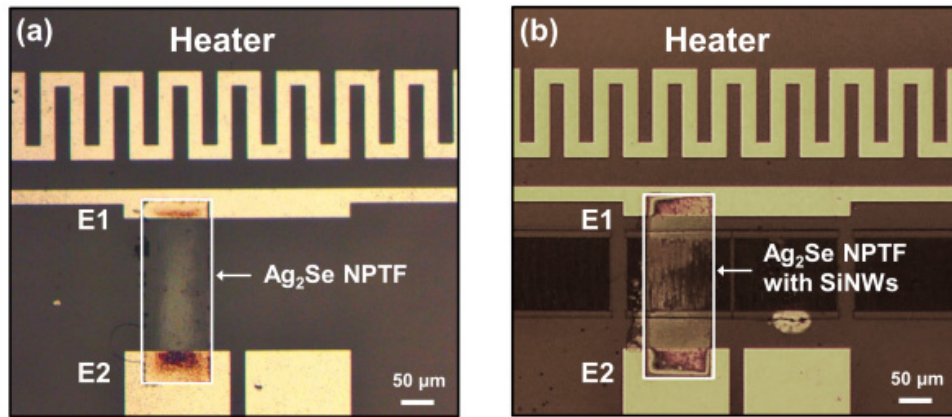 (a)
Heater
E1
Ag₂Se NPTF
E2
50 µm
(b)
Heater
E1
Ag₂Se NPTF
with SiNWs
E2
50 µm